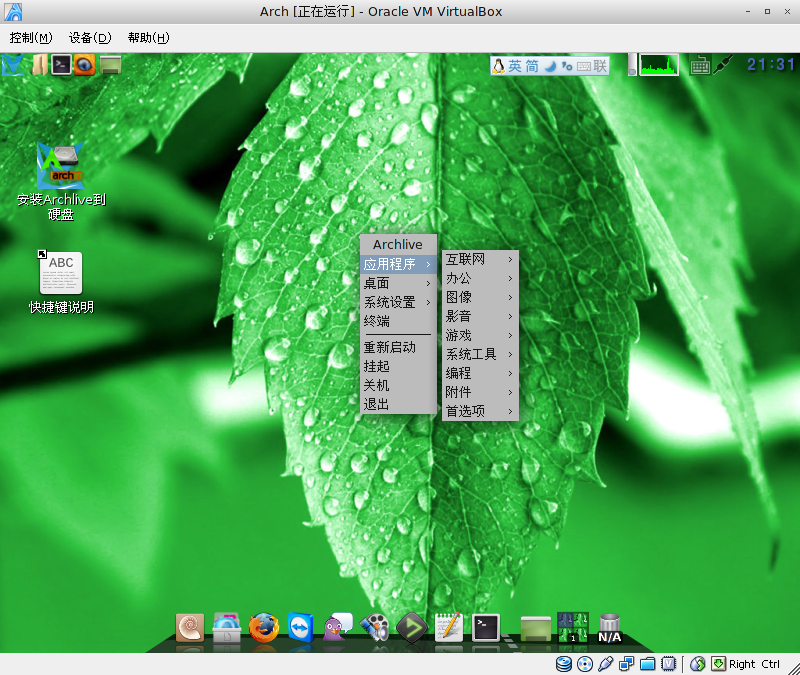 Arch [正在运行] - Oracle VM VirtualBox
控制(M) 设备(D) 帮助(H)
英 简 联
21:31
arch
安装Archlive到
硬盘
ABC
快捷键说明
Archlive
应用程序
桌面
系统设置
终端
重新启动
挂起
关机
退出
互联网
办公
图像
影音
游戏
系统工具
编程
附件
首选项
1
N/A
Right Ctrl